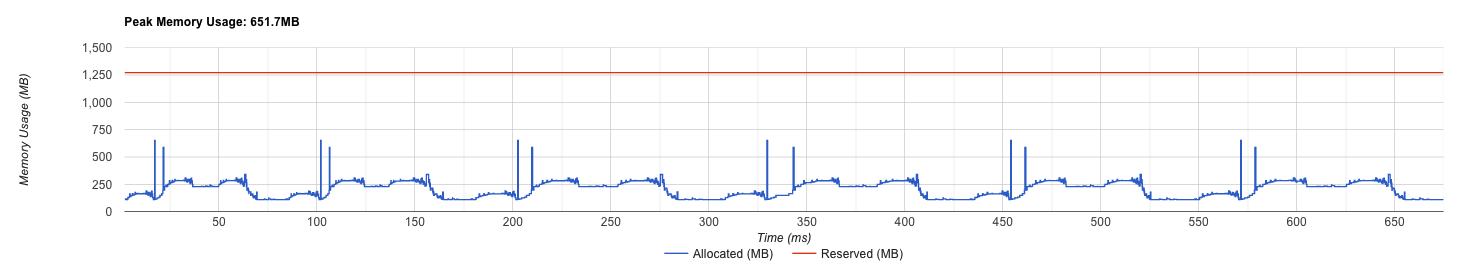 Peak Memory Usage: 651.7MB
1,500
1,250
1,000
750
500
250
0
Memory Usage (MB)
50 100 150 200 250 300 350 400 450 500 550 600 650
Time (ms)
Allocated (MB) Reserved (MB)